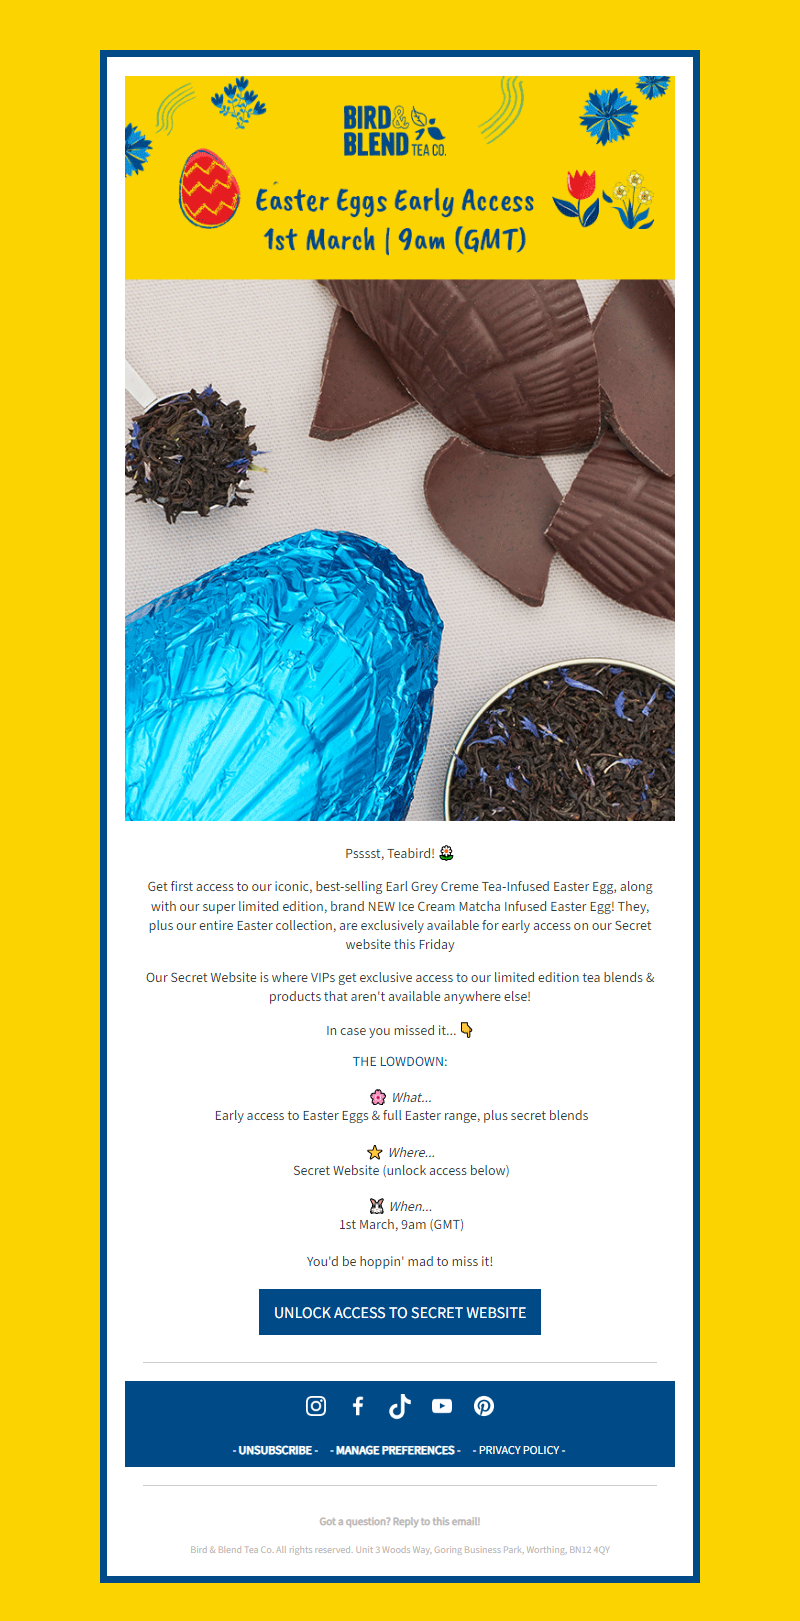 BIRD &
BLEND TEA CO.
Easter Eggs Early Access
1st March | 9am (GMT)
Psssst, Teabird!
Get first access to our iconic, best-selling Earl Grey Creme Tea-Infused Easter Egg, along
with our super limited edition, brand NEW Ice Cream Matcha Infused Easter Egg! They,
plus our entire Easter collection, are exclusively available for early access on our Secret
website this Friday
Our Secret Website is where VIPs get exclusive access to our limited edition tea blends &
products that aren't available anywhere else!
In case you missed it...
THE LOWDOWN:
What...
Early access to Easter Eggs & full Easter range, plus secret blends
Where...
Secret Website (unlock access below)
When...
1st March, 9am (GMT)
You'd be hoppin' mad to miss it!
UNLOCK ACCESS TO SECRET WEBSITE
- UNSUBSCRIBE - - MANAGE PREFERENCES - - PRIVACY POLICY -
Got a question? Reply to this email!
Bird & Blend Tea Co. All rights reserved. Unit 3 Woods Way, Goring Business Park, Worthing, BN12 4QY